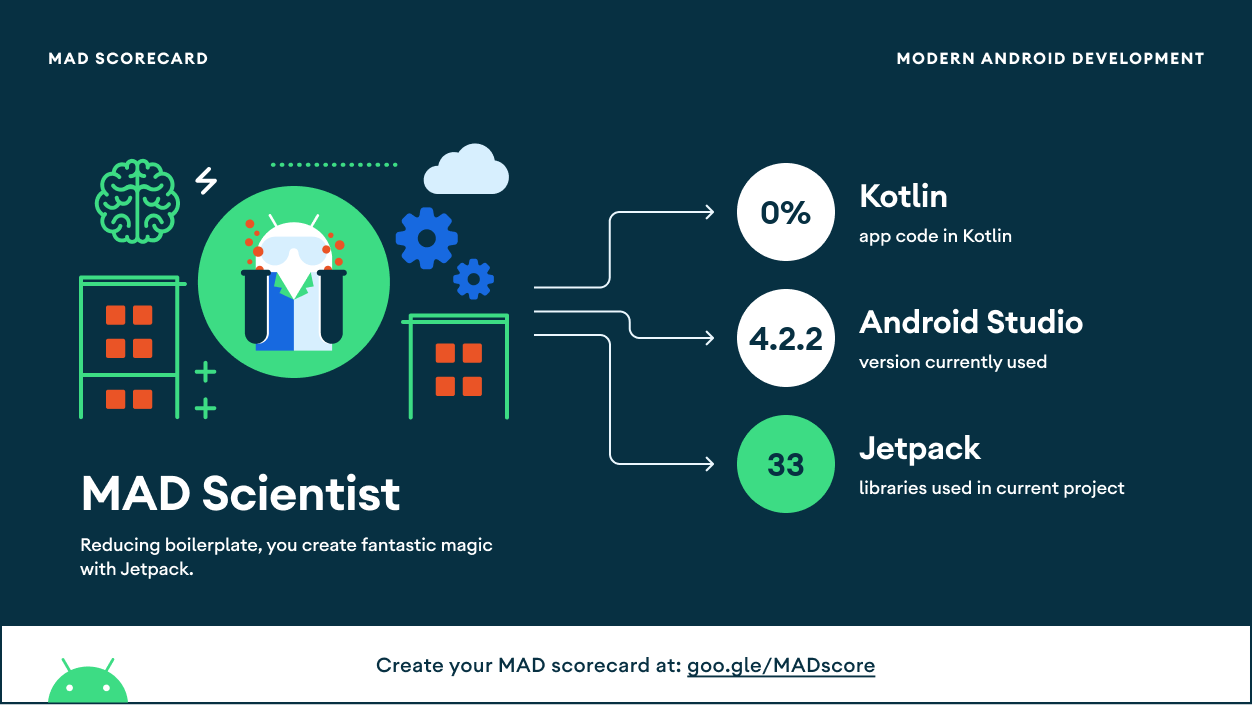 MAD SCORECARD
MODERN ANDROID DEVELOPMENT
0%
Kotlin
app code in Kotlin
4.2.2
Android Studio
version currently used
33
Jetpack
libraries used in current project
MAD Scientist
Reducing boilerplate, you create fantastic magic
with Jetpack.
Create your MAD scorecard at: goo.gle/MADscore